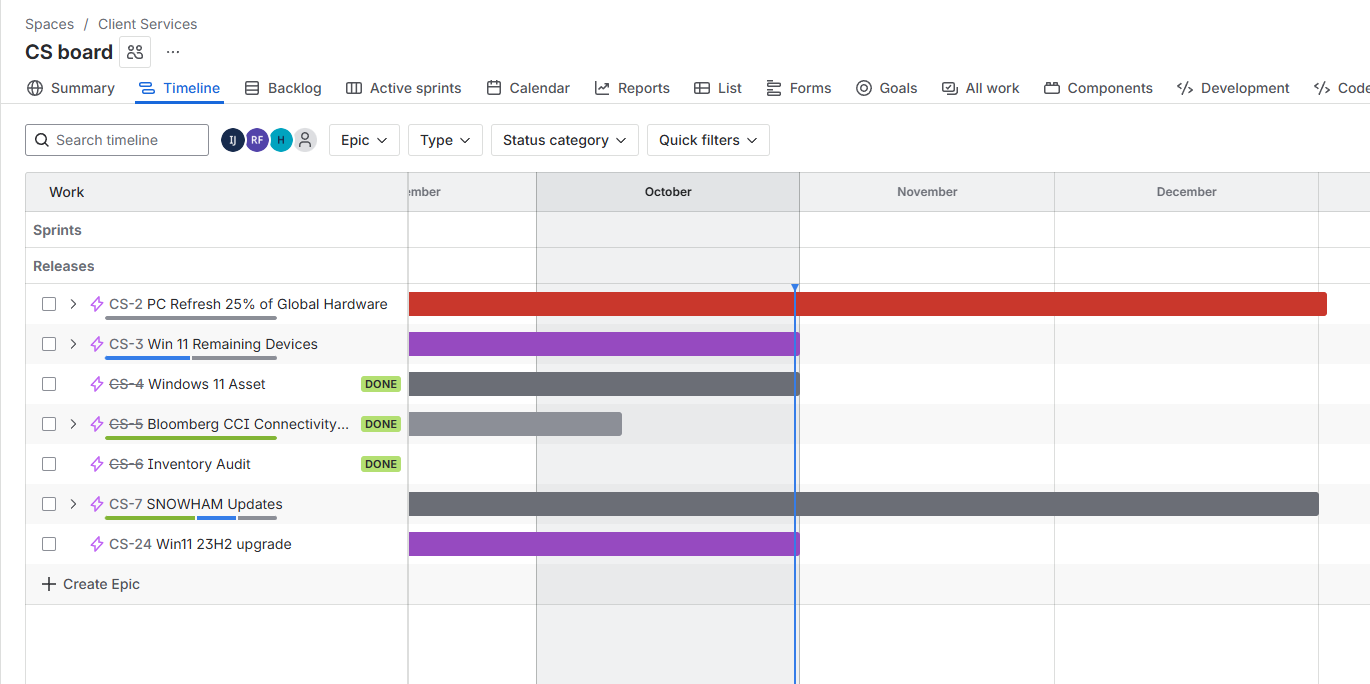 Spaces / Client Services
CS board
Summary Timeline Backlog Active sprints Calendar Reports List Forms Goals All work Components Development Code
Search timeline IJ RF H Epic Type Status category Quick filters
Work ember October November December
Sprints
Releases
CS-2 PC Refresh 25% of Global Hardware
CS-3 Win 11 Remaining Devices
CS-4 Windows 11 Asset DONE
CS-5 Bloomberg CCI Connectivity... DONE
CS-6 Inventory Audit DONE
CS-7 SNOWHAM Updates
CS-24 Win11 23H2 upgrade
Create Epic